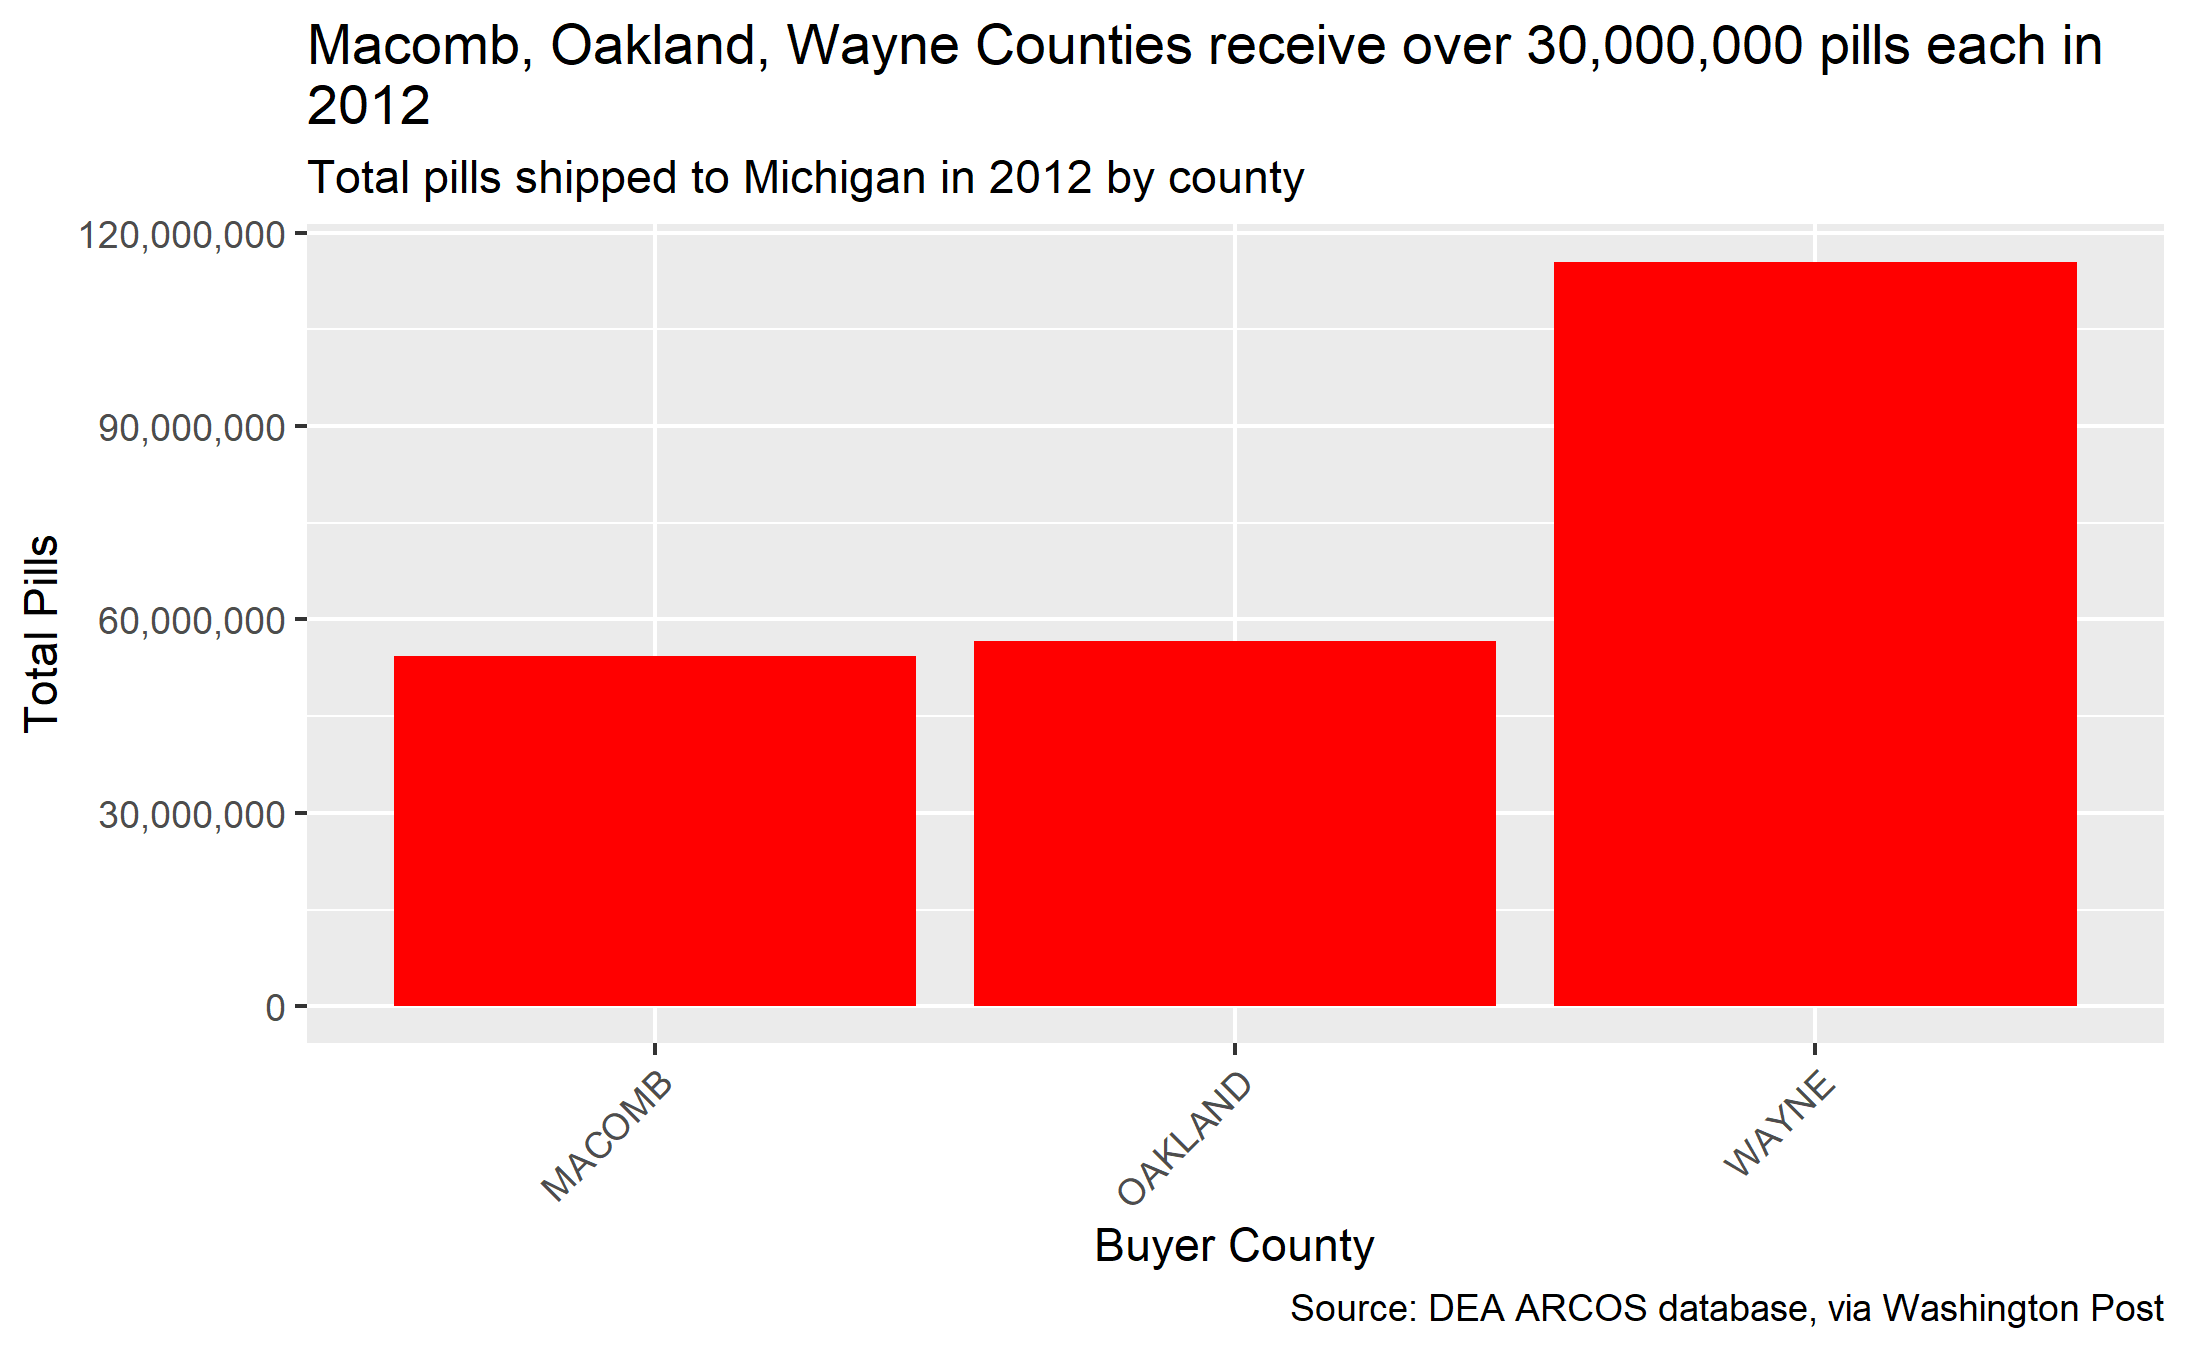 Macomb, Oakland, Wayne Counties receive over 30,000,000 pills each in
2012
Total pills shipped to Michigan in 2012 by county
120,000,000
90,000,000
60,000,000
30,000,000
0
Total Pills
MACOMB
OAKLAND
WAYNE
Buyer County
Source: DEA ARCOS database, via Washington Post